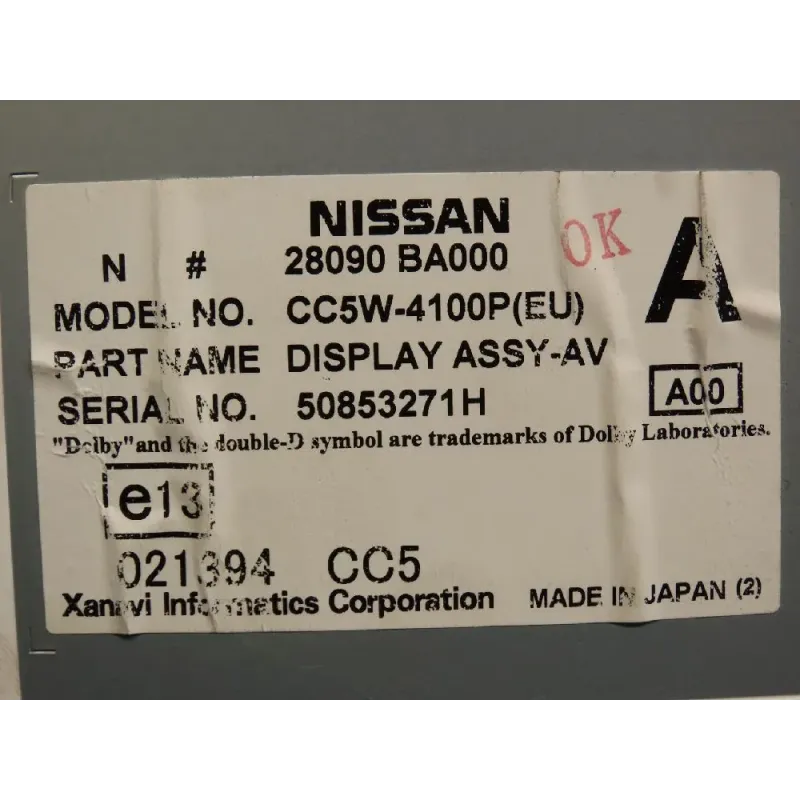 NISSAN
OK
A
N # 28090 BA000
MODEL NO. CC5W-4100P(EU)
PART NAME DISPLAY ASSY-AV
SERIAL NO. 50853271H
A00
"Dolby" and the double-D symbol are trademarks of Dolby Laboratories.
e13
021394 CC5
Xanavi Informatics Corporation MADE IN JAPAN (2)